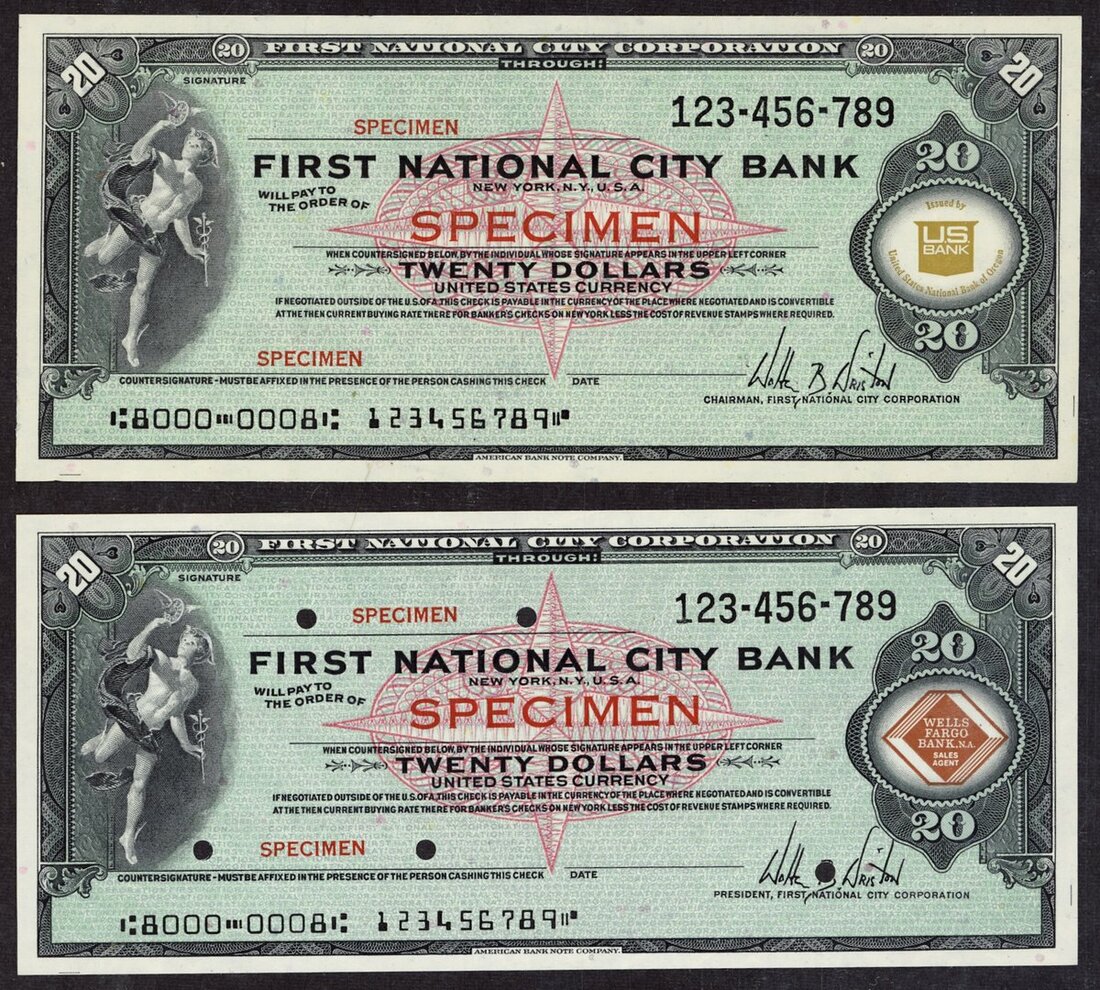 20 FIRST NATIONAL CITY CORPORATION 20
20 THROUGH: 20
SIGNATURE
SPECIMEN 123-456-789
FIRST NATIONAL CITY BANK
NEW YORK, N.Y., U.S.A.
WILL PAY TO
THE ORDER OF
SPECIMEN
WHEN COUNTERSIGNED BELOW, BY THE INDIVIDUAL WHOSE SIGNATURE APPEARS IN THE UPPER LEFT CORNER
TWENTY DOLLARS
UNITED STATES CURRENCY
IF NEGOTIATED OUTSIDE OF THE U.S. OF A. THIS CHECK IS PAYABLE IN THE CURRENCY OF THE PLACE WHERE NEGOTIATED AND IS CONVERTIBLE
AT THE THEN CURRENT BUYING RATE THERE FOR BANKER'S CHECKS ON NEW YORK LESS THE COST OF REVENUE STAMPS WHERE REQUIRED.
20
Issued by
US
BANK
United States National Bank of Oregon
20
SPECIMEN
Walter B Wriston
COUNTERSIGNATURE - MUST BE AFFIXED IN THE PRESENCE OF THE PERSON CASHING THIS CHECK DATE
CHAIRMAN, FIRST NATIONAL CITY CORPORATION
⑆8000⑉0008⑆ 123456789⑈
AMERICAN BANK NOTE COMPANY.
20 FIRST NATIONAL CITY CORPORATION 20
20 THROUGH: 20
SIGNATURE
SPECIMEN 123-456-789
FIRST NATIONAL CITY BANK
NEW YORK, N.Y., U.S.A.
WILL PAY TO
THE ORDER OF
SPECIMEN
WHEN COUNTERSIGNED BELOW, BY THE INDIVIDUAL WHOSE SIGNATURE APPEARS IN THE UPPER LEFT CORNER
TWENTY DOLLARS
UNITED STATES CURRENCY
IF NEGOTIATED OUTSIDE OF THE U.S. OF A. THIS CHECK IS PAYABLE IN THE CURRENCY OF THE PLACE WHERE NEGOTIATED AND IS CONVERTIBLE
AT THE THEN CURRENT BUYING RATE THERE FOR BANKER'S CHECKS ON NEW YORK LESS THE COST OF REVENUE STAMPS WHERE REQUIRED.
20
WELLS
FARGO
BANK, N.A.
SALES
AGENT
20
SPECIMEN
Walter B Wriston
COUNTERSIGNATURE - MUST BE AFFIXED IN THE PRESENCE OF THE PERSON CASHING THIS CHECK DATE
PRESIDENT, FIRST NATIONAL CITY CORPORATION
⑆8000⑉0008⑆ 123456789⑈
AMERICAN BANK NOTE COMPANY.